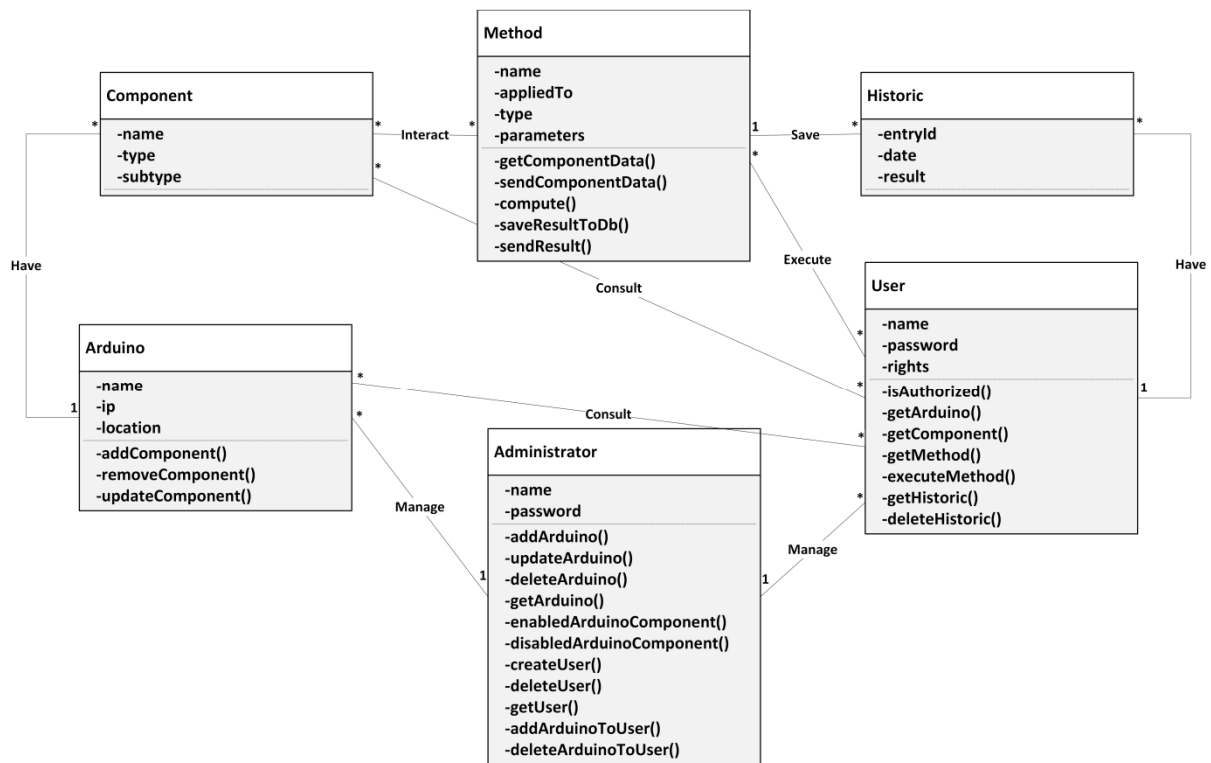 Method
-name
-appliedTo
-type
-parameters
-getComponentData()
-sendComponentData()
-compute()
-saveResultToDb()
-sendResult()
Component
-name
-type
-subtype
Historic
-entryId
-date
-result
*
*
Interact
*
1
Save
*
*
*
*
Have
Execute
Have
Consult
User
-name
-password
-rights
-isAuthorized()
-getArduino()
-getComponent()
-getMethod()
-executeMethod()
-getHistoric()
-deleteHistoric()
*
*
1
*
*
Arduino
-name
-ip
-location
-addComponent()
-removeComponent()
-updateComponent()
1
*
*
Consult
Manage
Manage
Administrator
-name
-password
-addArduino()
-updateArduino()
-deleteArduino()
-getArduino()
-enabledArduinoComponent()
-disabledArduinoComponent()
-createUser()
-deleteUser()
-getUser()
-addArduinoToUser()
-deleteArduinoToUser()
1
1